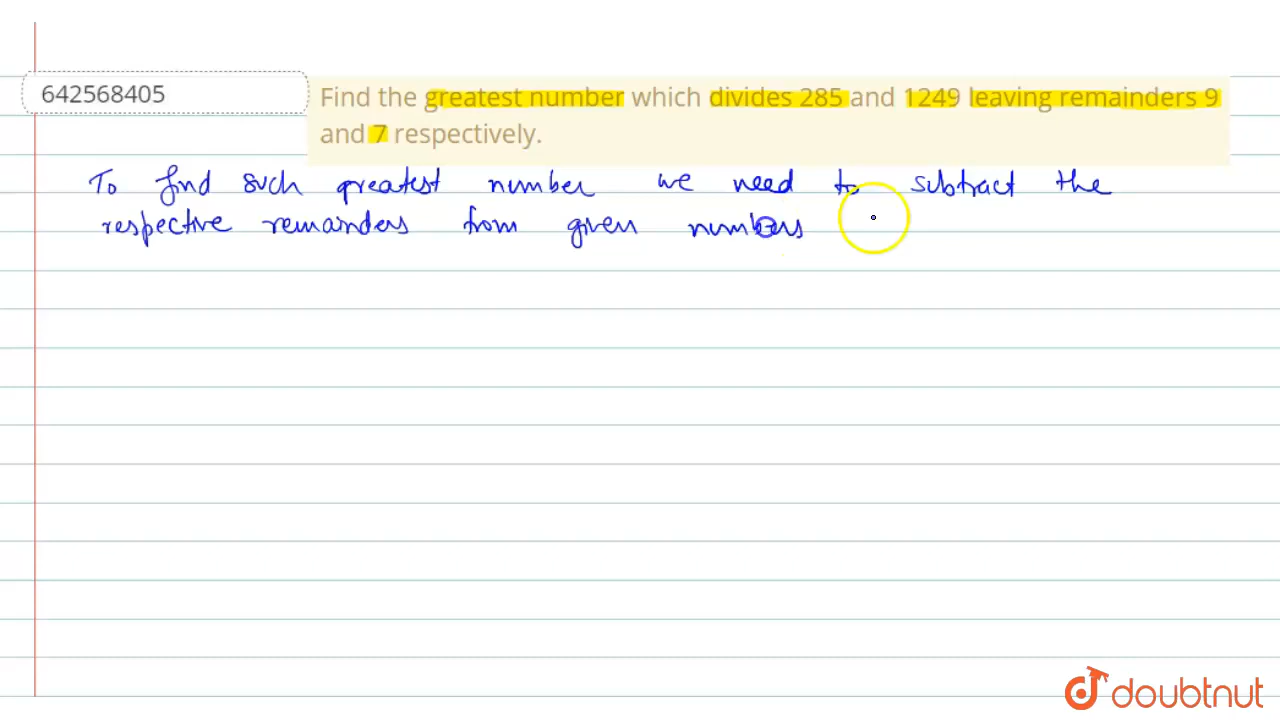 642568405
Find the greatest number which divides 285 and 1249 leaving remainders 9
and 7 respectively.
To find such greatest number we need to subtract the
respective remainders from given numbers
doubtnut